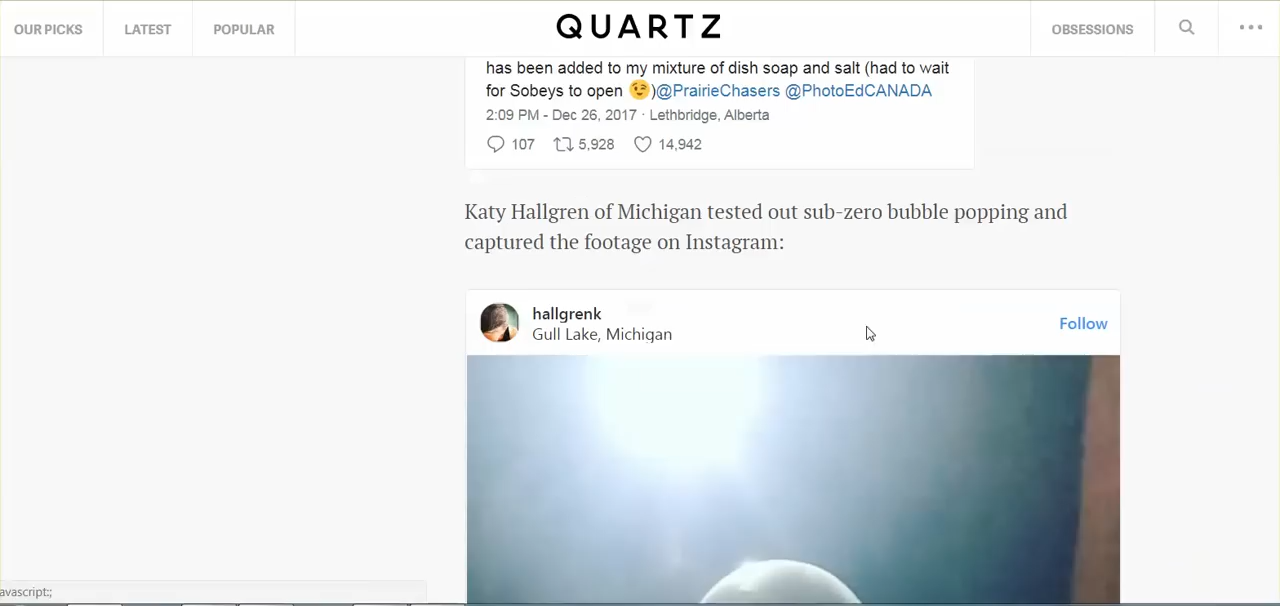 OUR PICKS LATEST POPULAR QUARTZ OBSESSIONS
has been added to my mixture of dish soap and salt (had to wait
for Sobeys to open 😉)@PrairieChasers @PhotoEdCANADA
2:09 PM - Dec 26, 2017 · Lethbridge, Alberta
107 5,928 14,942
Katy Hallgren of Michigan tested out sub-zero bubble popping and
captured the footage on Instagram:
hallgrenk
Gull Lake, Michigan
Follow
avascript:;